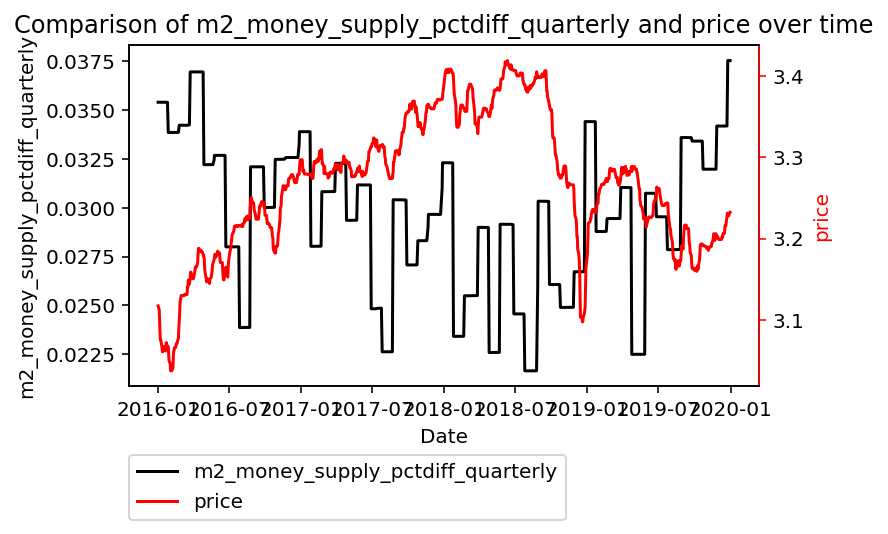 Comparison of m2_money_supply_pctdiff_quarterly and price over time
m2_money_supply_pctdiff_quarterly
0.0375
0.0350
0.0325
0.0300
0.0275
0.0250
0.0225
3.4
3.3
3.2
3.1
price
2016-01 2016-07 2017-01 2017-07 2018-01 2018-07 2019-01 2019-07 2020-01
Date
m2_money_supply_pctdiff_quarterly
price